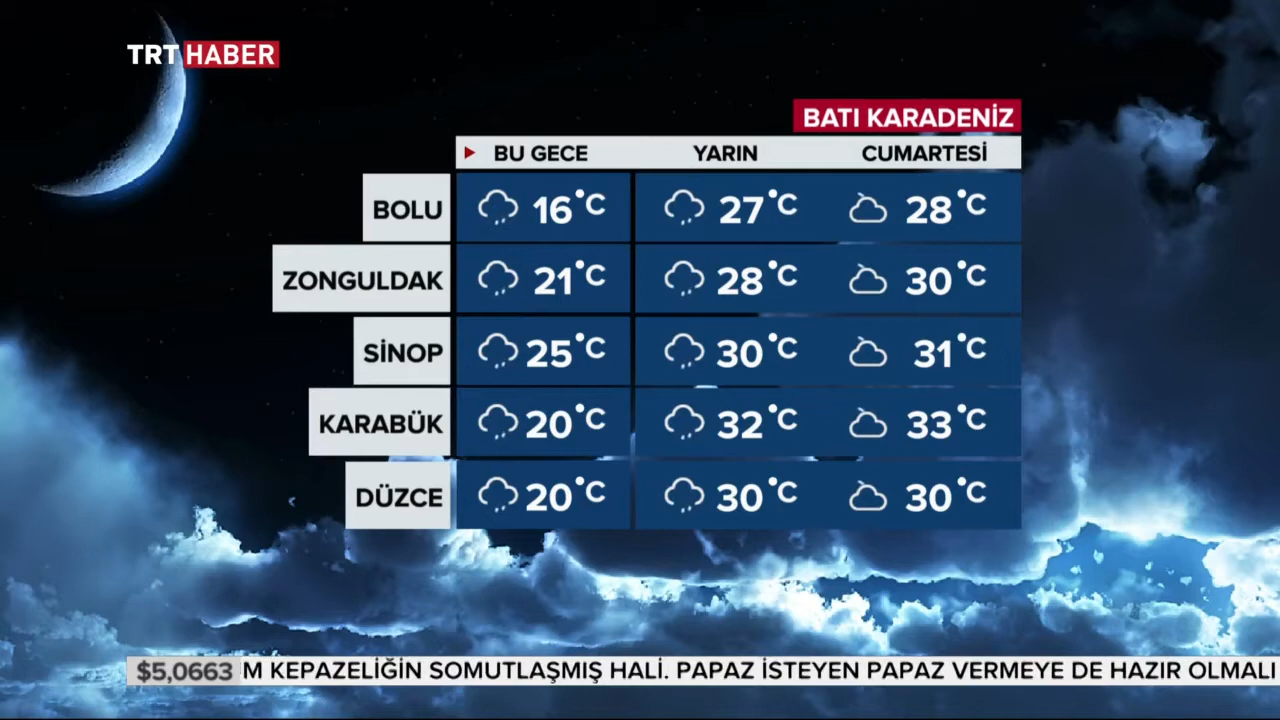 TRT HABER
BATI KARADENİZ
BU GECE YARIN CUMARTESİ
BOLU 16°C 27°C 28°C
ZONGULDAK 21°C 28°C 30°C
SİNOP 25°C 30°C 31°C
KARABÜK 20°C 32°C 33°C
DÜZCE 20°C 30°C 30°C
$5,0663 M KEPAZELİĞİN SOMUTLAŞMIŞ HALİ. PAPAZ İSTEYEN PAPAZ VERMEYE DE HAZIR OLMALI